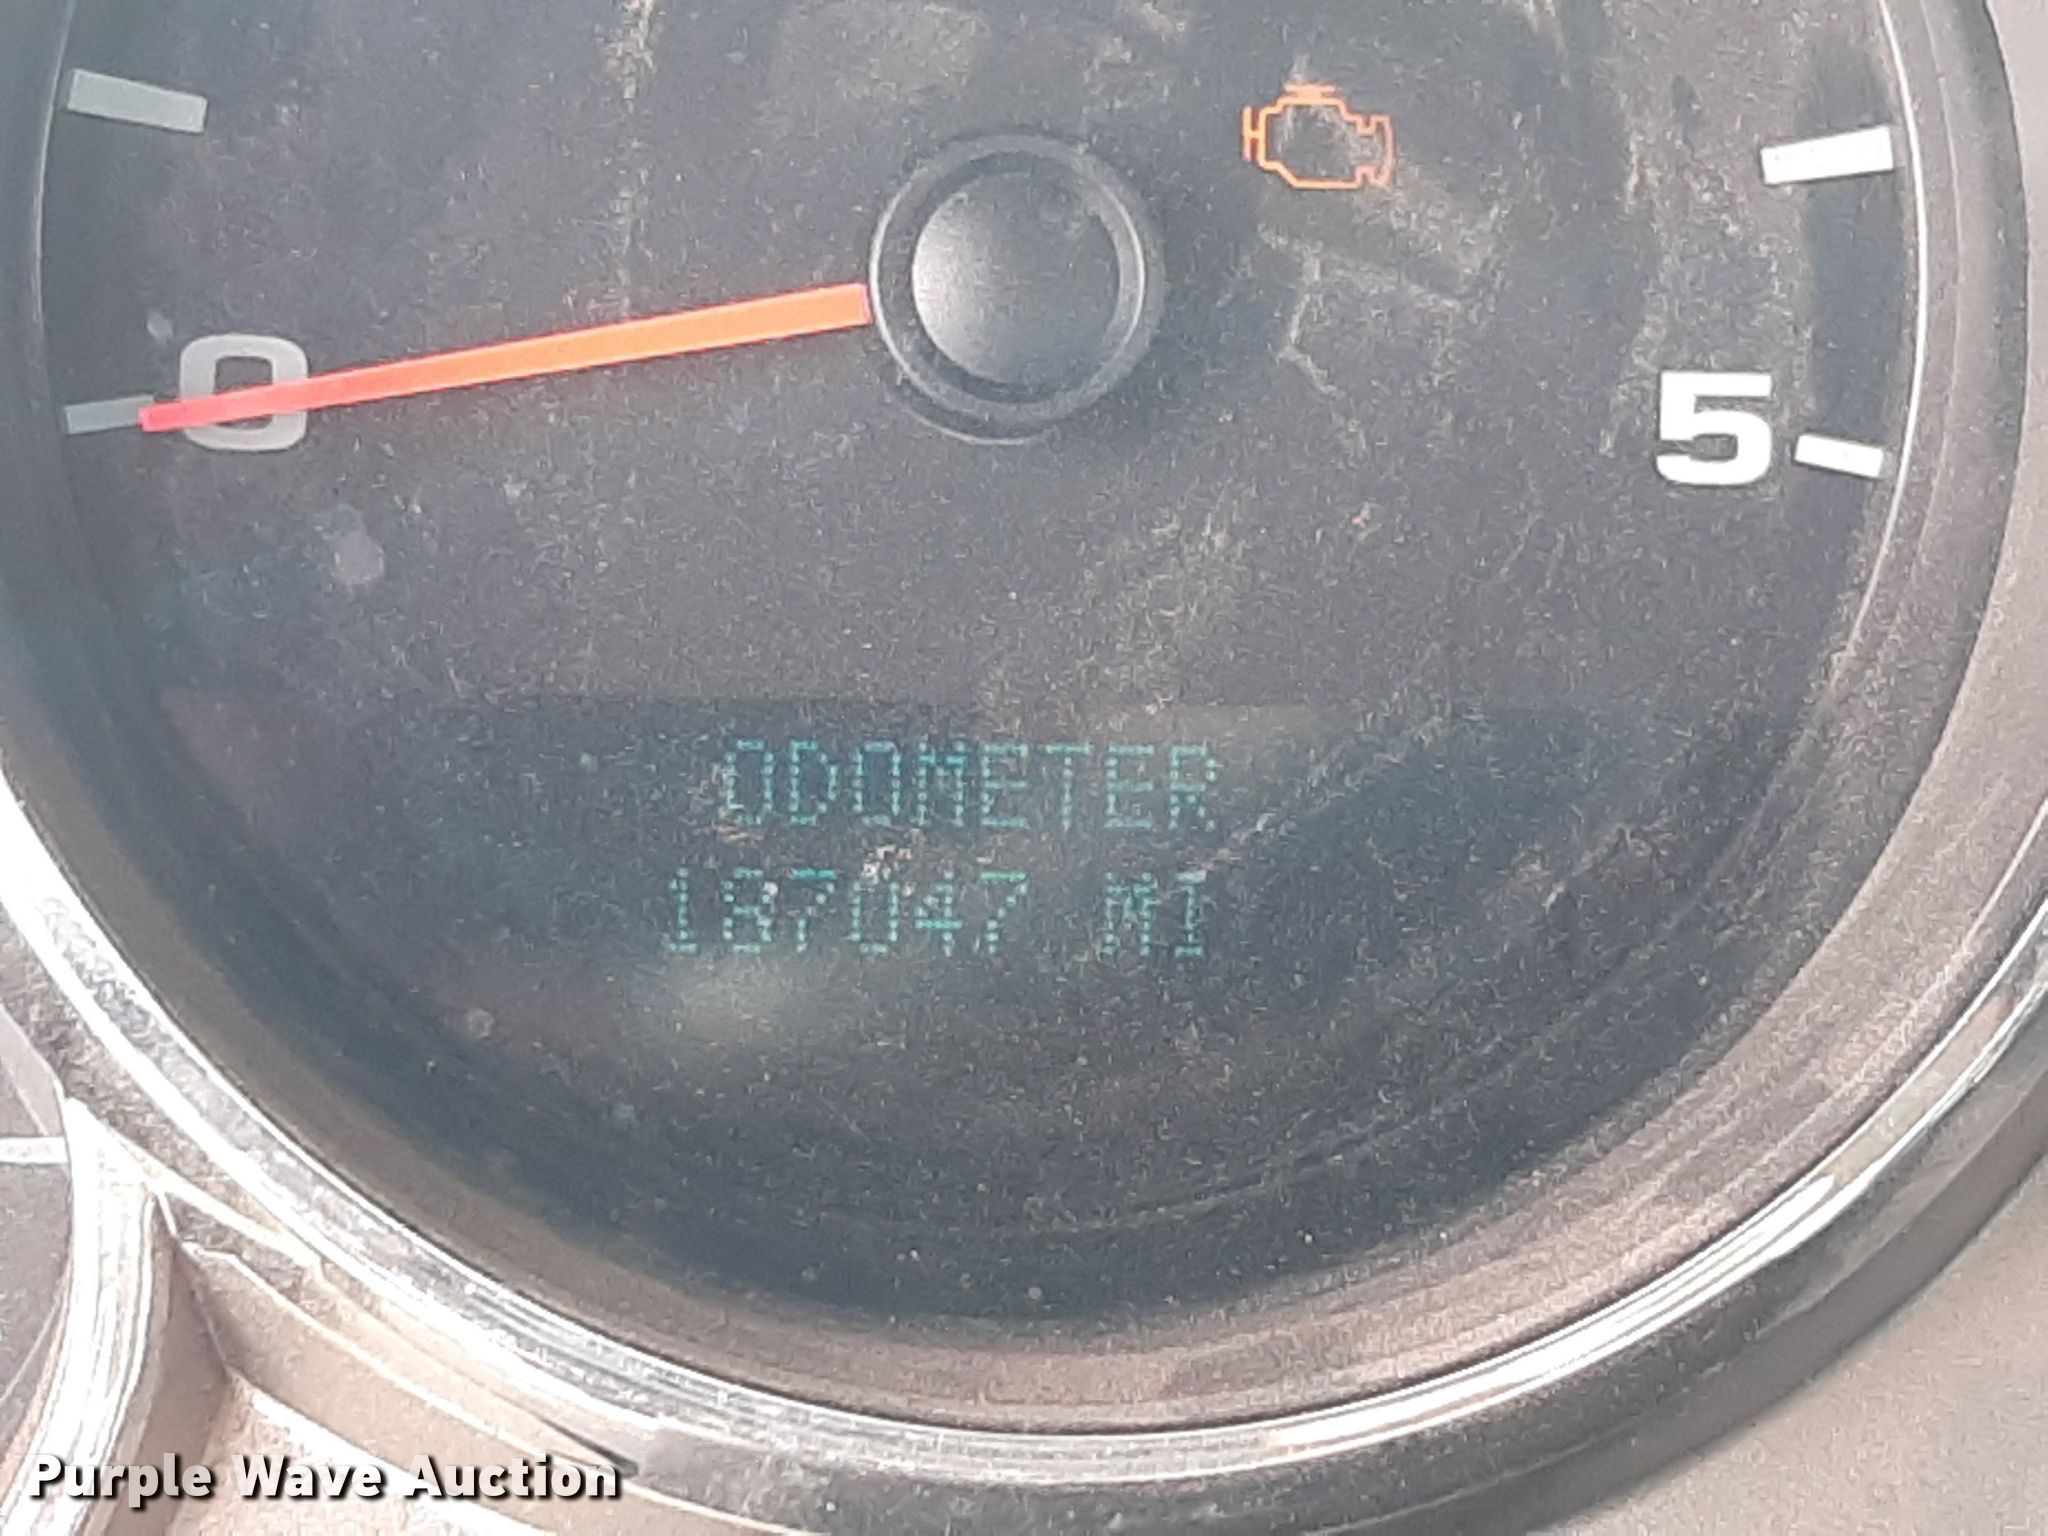 0
5
ODOMETER
187047 MI
Purple Wave Auction